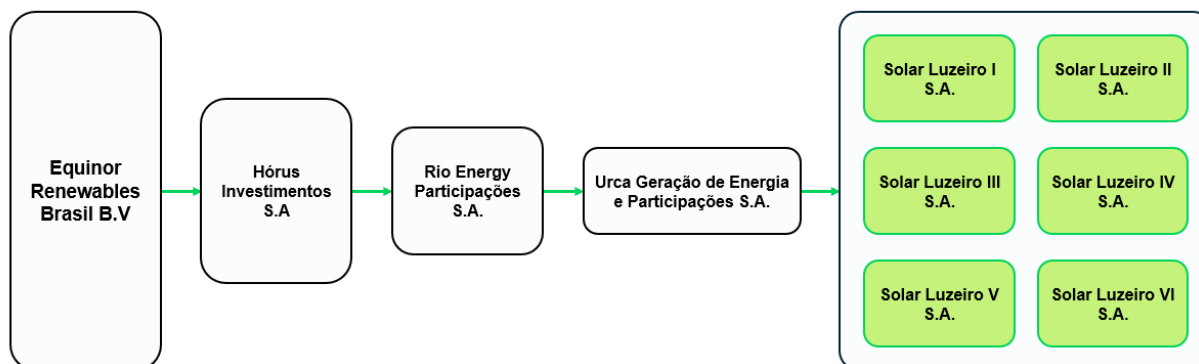 Equinor
Renewables
Brasil B.V
Hórus
Investimentos
S.A
Rio Energy
Participações
S.A.
Urca Geração de Energia
e Participações S.A.
Solar Luzeiro I
S.A.
Solar Luzeiro II
S.A.
Solar Luzeiro III
S.A.
Solar Luzeiro IV
S.A.
Solar Luzeiro V
S.A.
Solar Luzeiro VI
S.A.